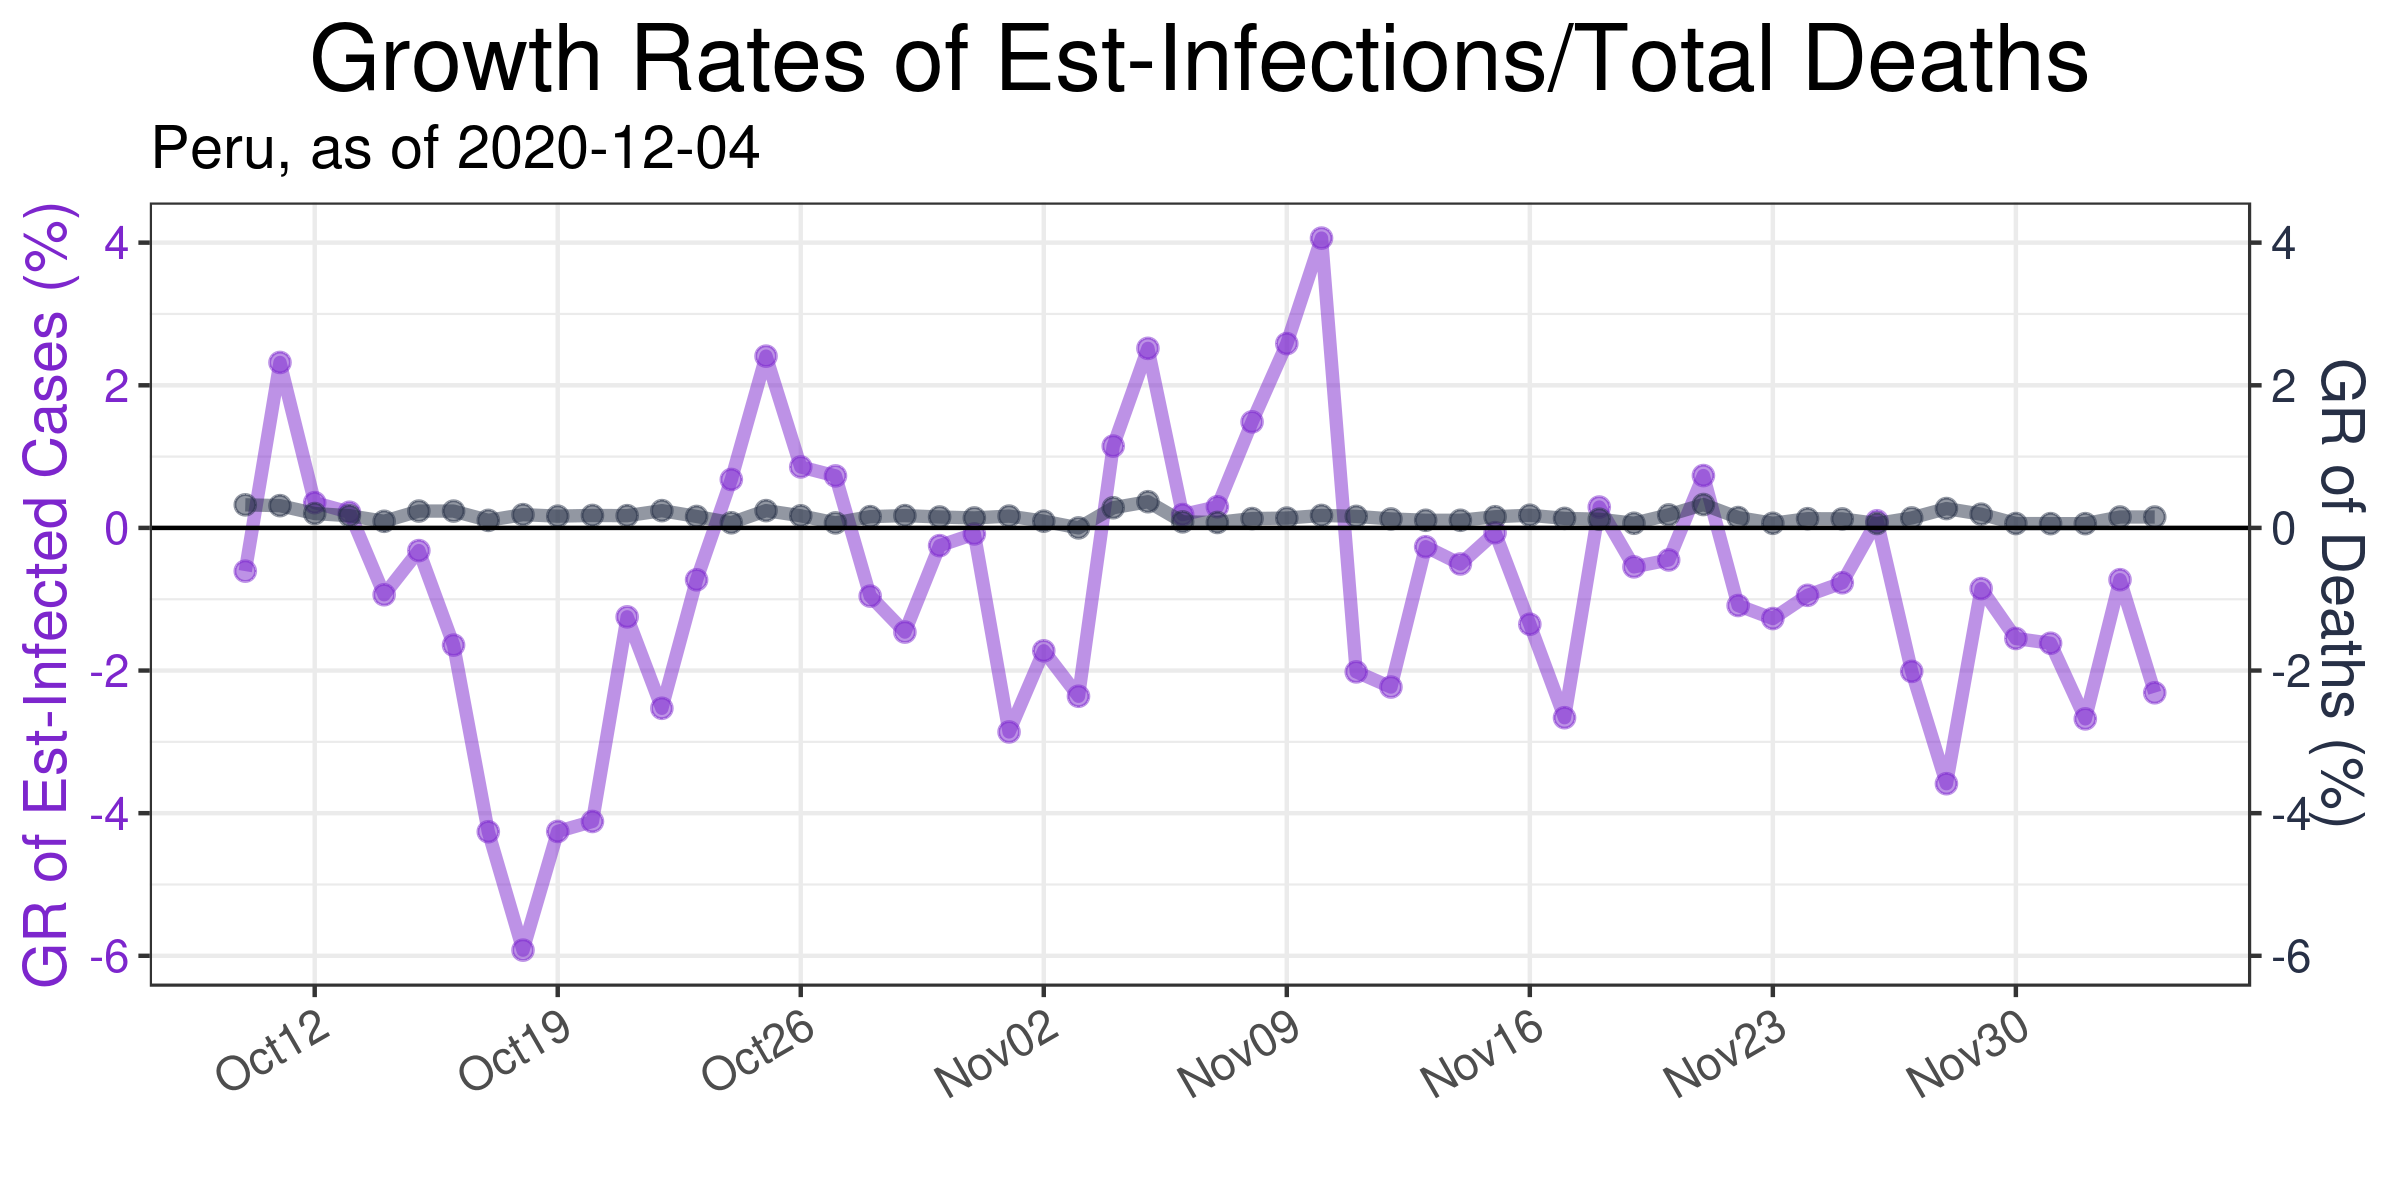 Growth Rates of Est-Infections/Total Deaths
Peru, as of 2020-12-04
GR of Est-Infected Cases (%)
4
2
0
-2
-4
-6
4
2
0
-2
-4
-6
GR of Deaths (%)
Oct12
Oct19
Oct26
Nov02
Nov09
Nov16
Nov23
Nov30